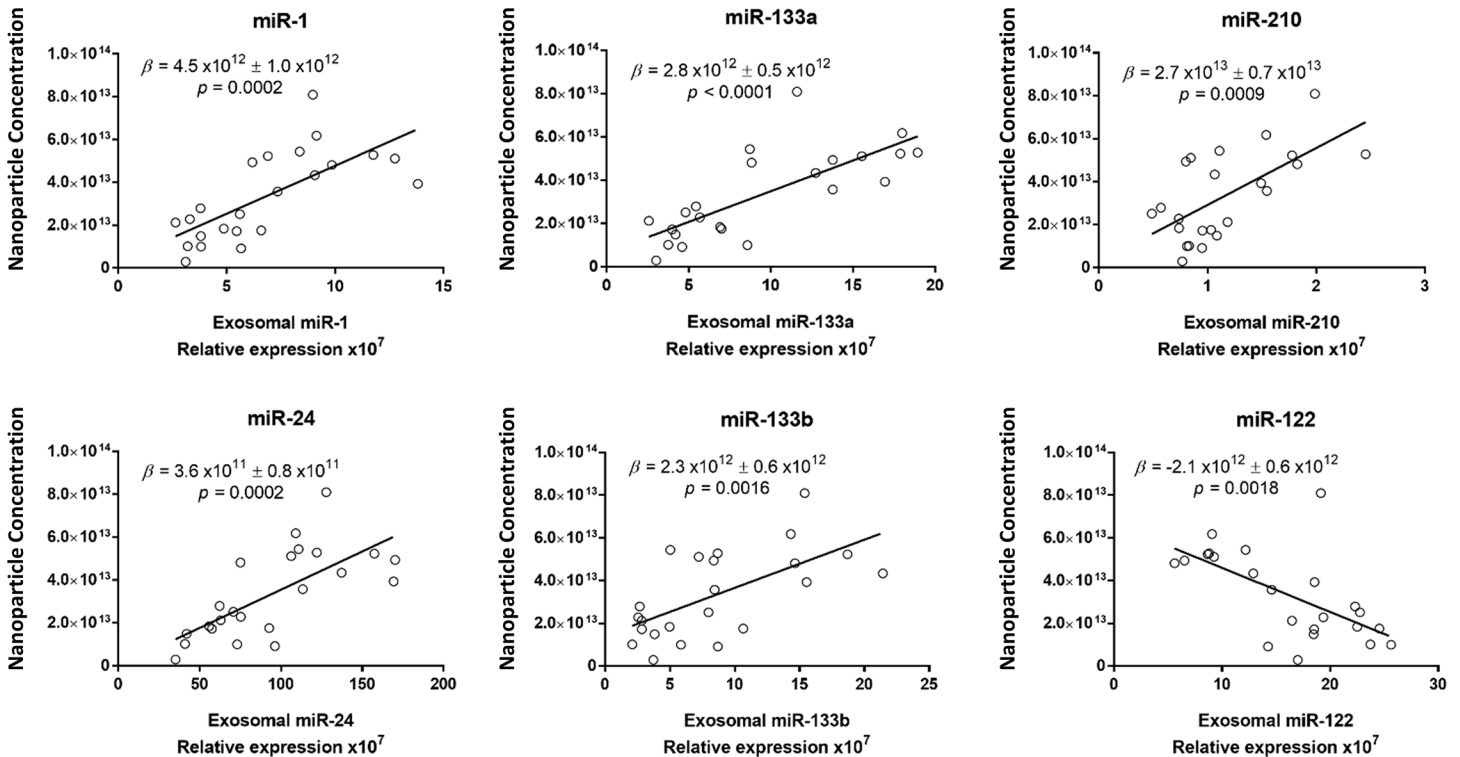 miR-1
Nanoparticle Concentration
1.0×10¹⁴
8.0×10¹³
6.0×10¹³
4.0×10¹³
2.0×10¹³
0
β = 4.5 x10¹² ± 1.0 x10¹²
p = 0.0002
0 5 10 15
Exosomal miR-1
Relative expression x10⁷
miR-133a
Nanoparticle Concentration
1.0×10¹⁴
8.0×10¹³
6.0×10¹³
4.0×10¹³
2.0×10¹³
0
β = 2.8 x10¹² ± 0.5 x10¹²
p < 0.0001
0 5 10 15 20
Exosomal miR-133a
Relative expression x10⁷
miR-210
Nanoparticle Concentration
1.0×10¹⁴
8.0×10¹³
6.0×10¹³
4.0×10¹³
2.0×10¹³
0
β = 2.7 x10¹³ ± 0.7 x10¹³
p = 0.0009
0 1 2 3
Exosomal miR-210
Relative expression x10⁷
miR-24
Nanoparticle Concentration
1.0×10¹⁴
8.0×10¹³
6.0×10¹³
4.0×10¹³
2.0×10¹³
0
β = 3.6 x10¹¹ ± 0.8 x10¹¹
p = 0.0002
0 50 100 150 200
Exosomal miR-24
Relative expression x10⁷
miR-133b
Nanoparticle Concentration
1.0×10¹⁴
8.0×10¹³
6.0×10¹³
4.0×10¹³
2.0×10¹³
0
β = 2.3 x10¹² ± 0.6 x10¹²
p = 0.0016
0 5 10 15 20 25
Exosomal miR-133b
Relative expression x10⁷
miR-122
Nanoparticle Concentration
1.0×10¹⁴
8.0×10¹³
6.0×10¹³
4.0×10¹³
2.0×10¹³
0
β = -2.1 x10¹² ± 0.6 x10¹²
p = 0.0018
0 10 20 30
Exosomal miR-122
Relative expression x10⁷